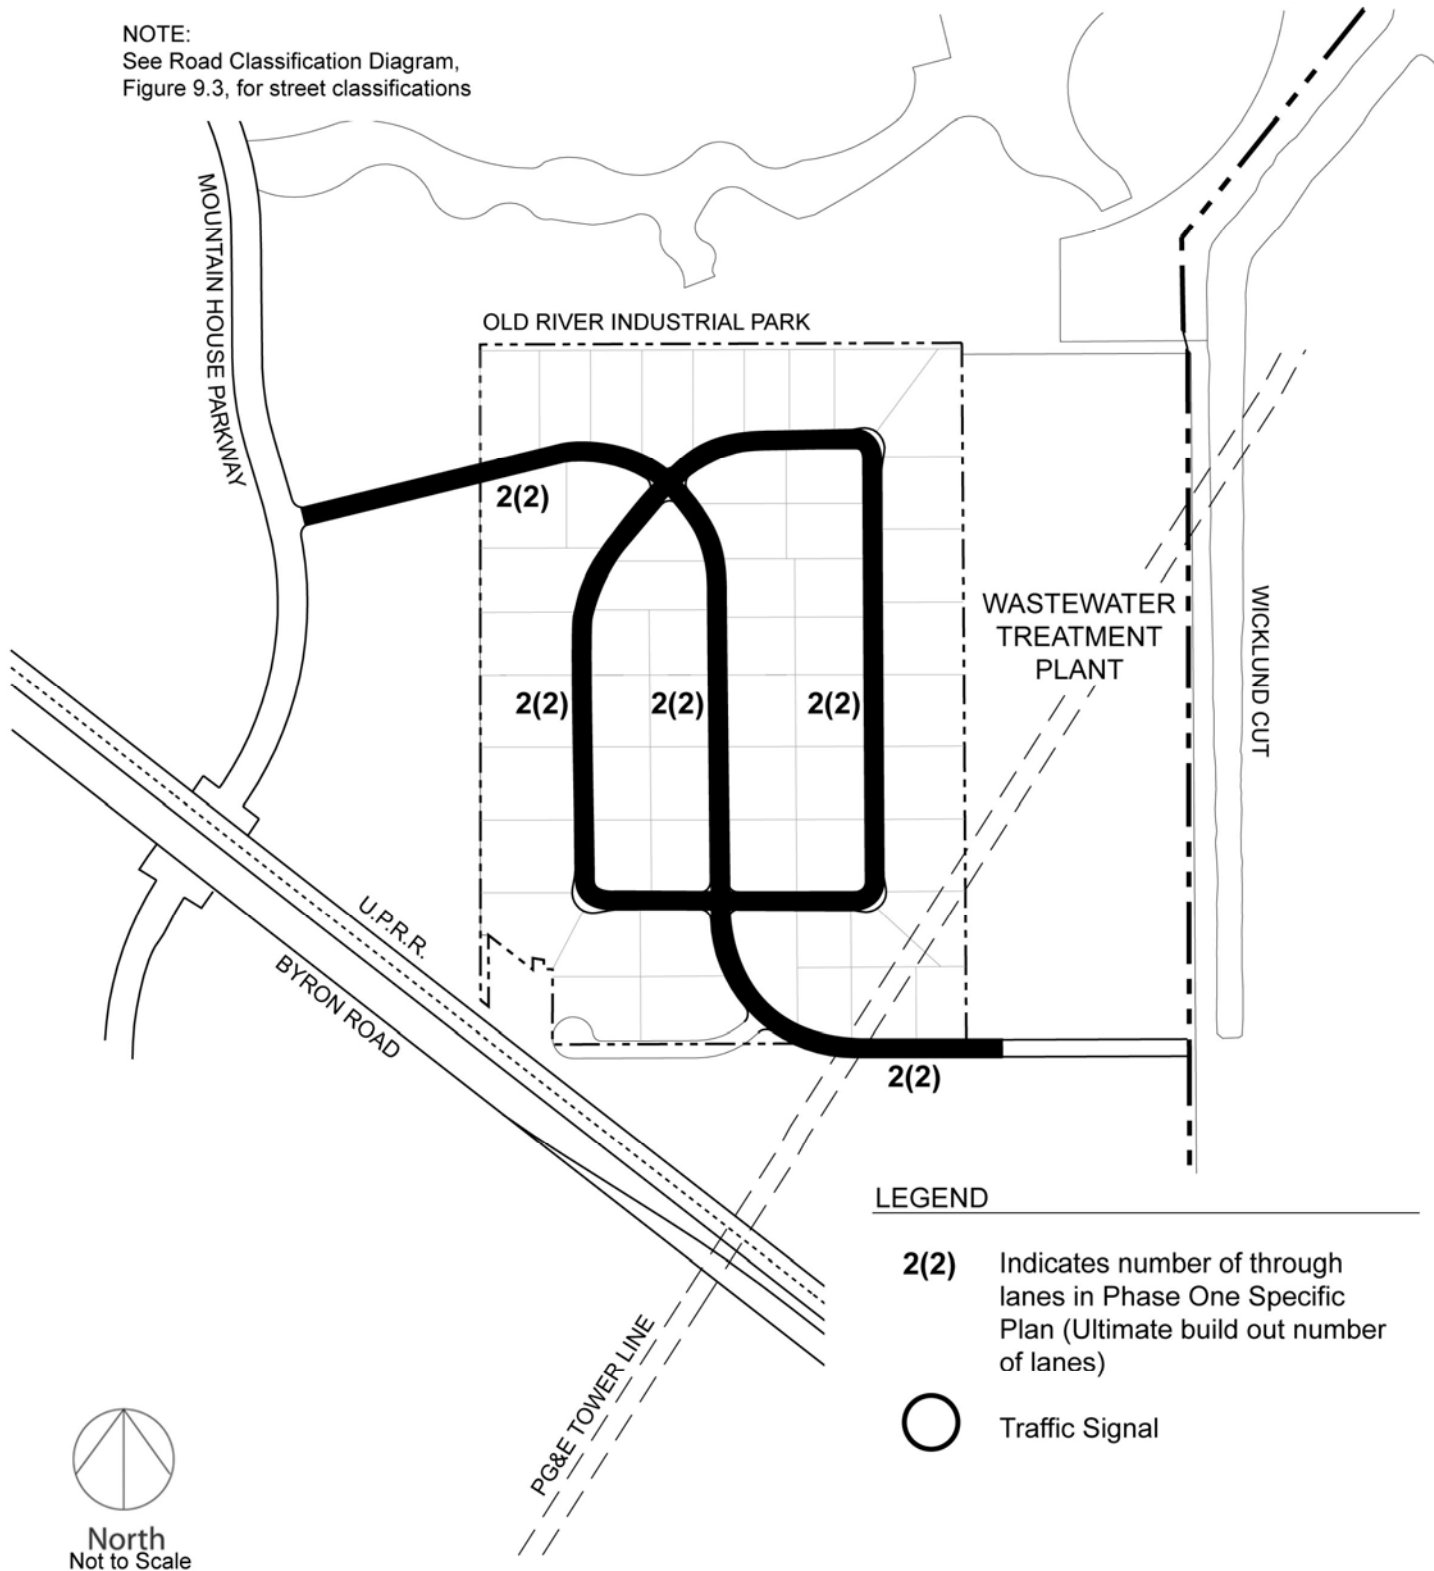 NOTE:
See Road Classification Diagram,
Figure 9.3, for street classifications
MOUNTAIN HOUSE PARKWAY
OLD RIVER INDUSTRIAL PARK
2(2)
WASTEWATER
TREATMENT
PLANT
WICKLUND CUT
2(2)
2(2)
2(2)
U.P.R.R.
BYRON ROAD
2(2)
PG&E TOWER LINE
LEGEND
2(2) Indicates number of through
lanes in Phase One Specific
Plan (Ultimate build out number
of lanes)
Traffic Signal
North
Not to Scale